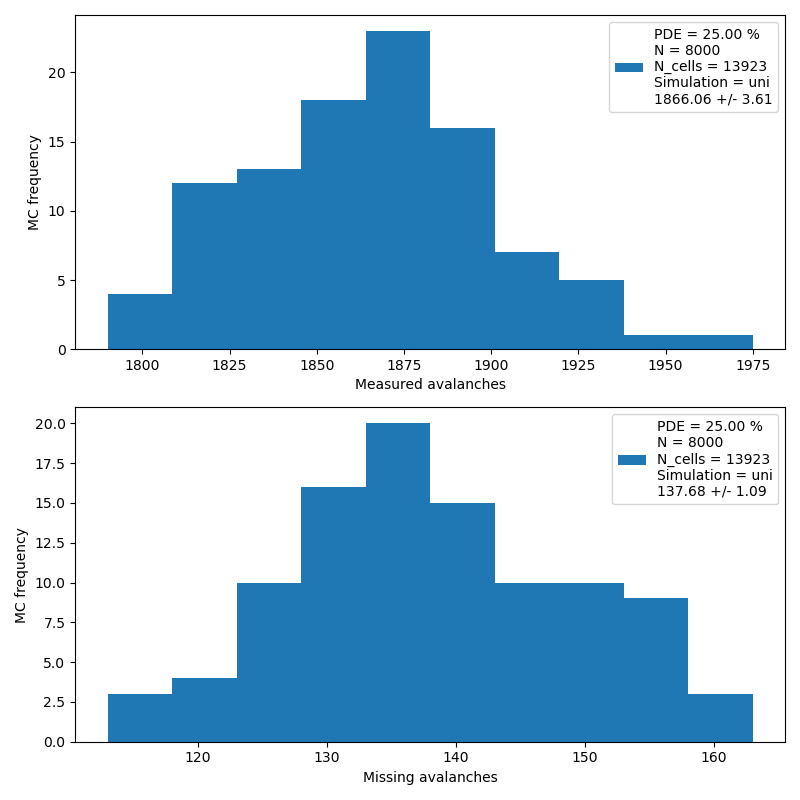 PDE = 25.00 %
N = 8000
N_cells = 13923
Simulation = uni
1866.06 +/- 3.61
MC frequency
20
15
10
5
0
1800 1825 1850 1875 1900 1925 1950 1975
Measured avalanches
PDE = 25.00 %
N = 8000
N_cells = 13923
Simulation = uni
137.68 +/- 1.09
MC frequency
20.0
17.5
15.0
12.5
10.0
7.5
5.0
2.5
0.0
120 130 140 150 160
Missing avalanches